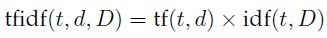 tfidf(t, d, D) = tf(t, d) × idf(t, D)